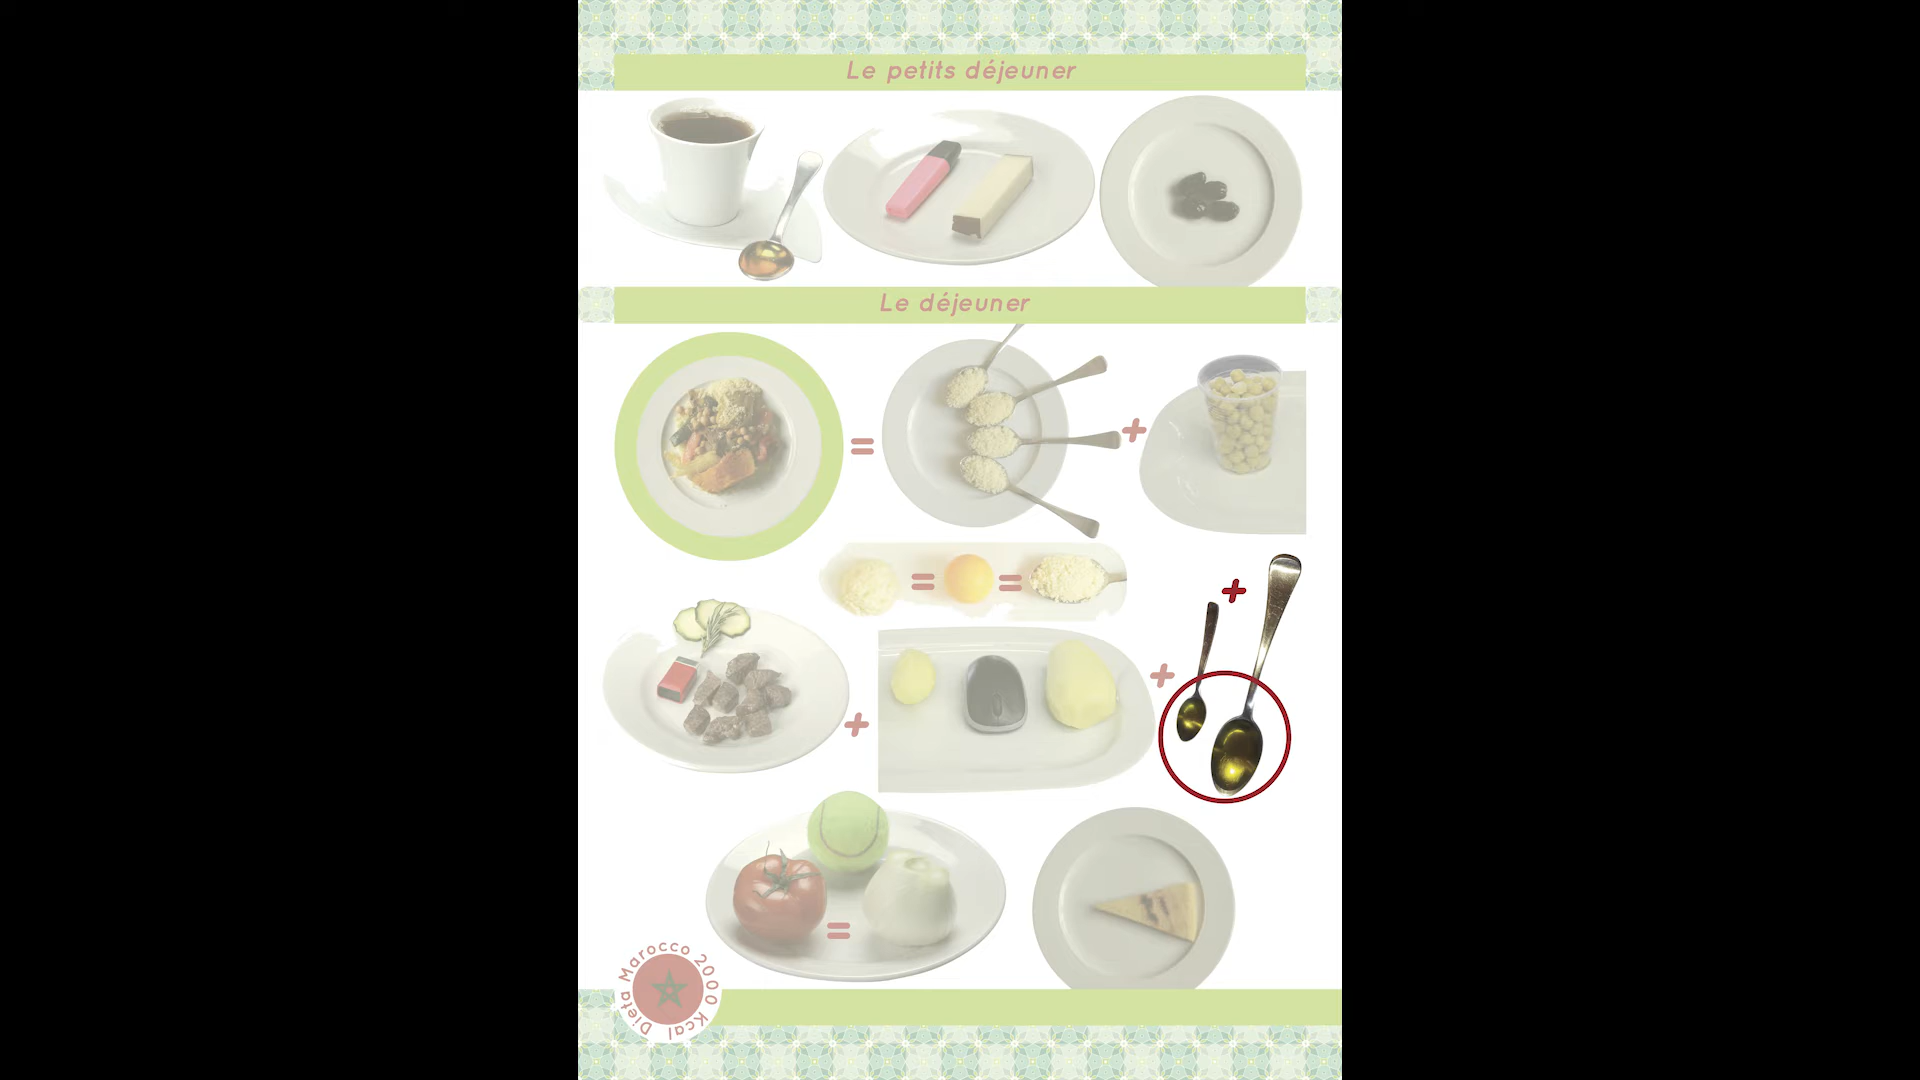 Le petits déjeuner
Le déjeuner
=
+
= =
+
+
+
=
Dieta Marocco 2000 Kcal